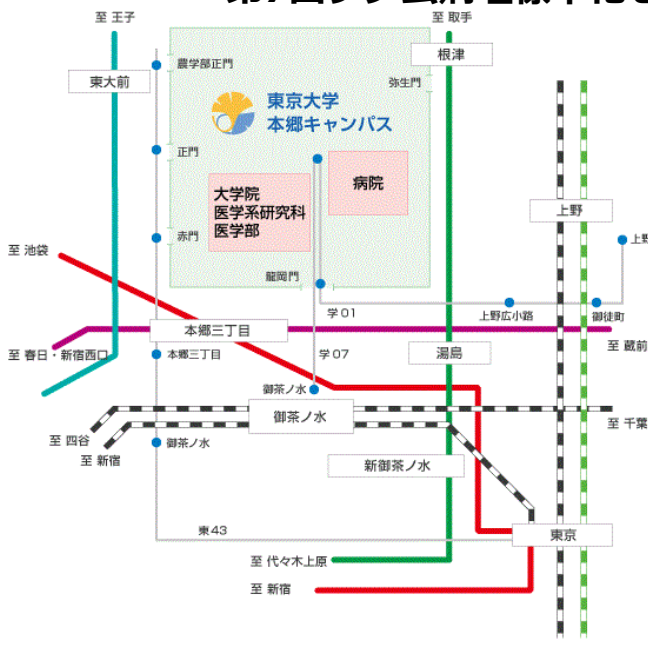 至 王子
至 取手
東大前
農学部正門
根津
弥生門
東京大学
本郷キャンパス
正門
病院
大学院
医学系研究科
医学部
上野
赤門
上野
至 池袋
龍岡門
学01
上野広小路
御徒町
本郷三丁目
至 蔵前
至 春日・新宿西口
本郷三丁目
学07
湯島
御茶ノ水
御茶ノ水
至 千葉
至 四谷
御茶ノ水
至 新宿
新御茶ノ水
東43
東京
至 代々木上原
至 新宿